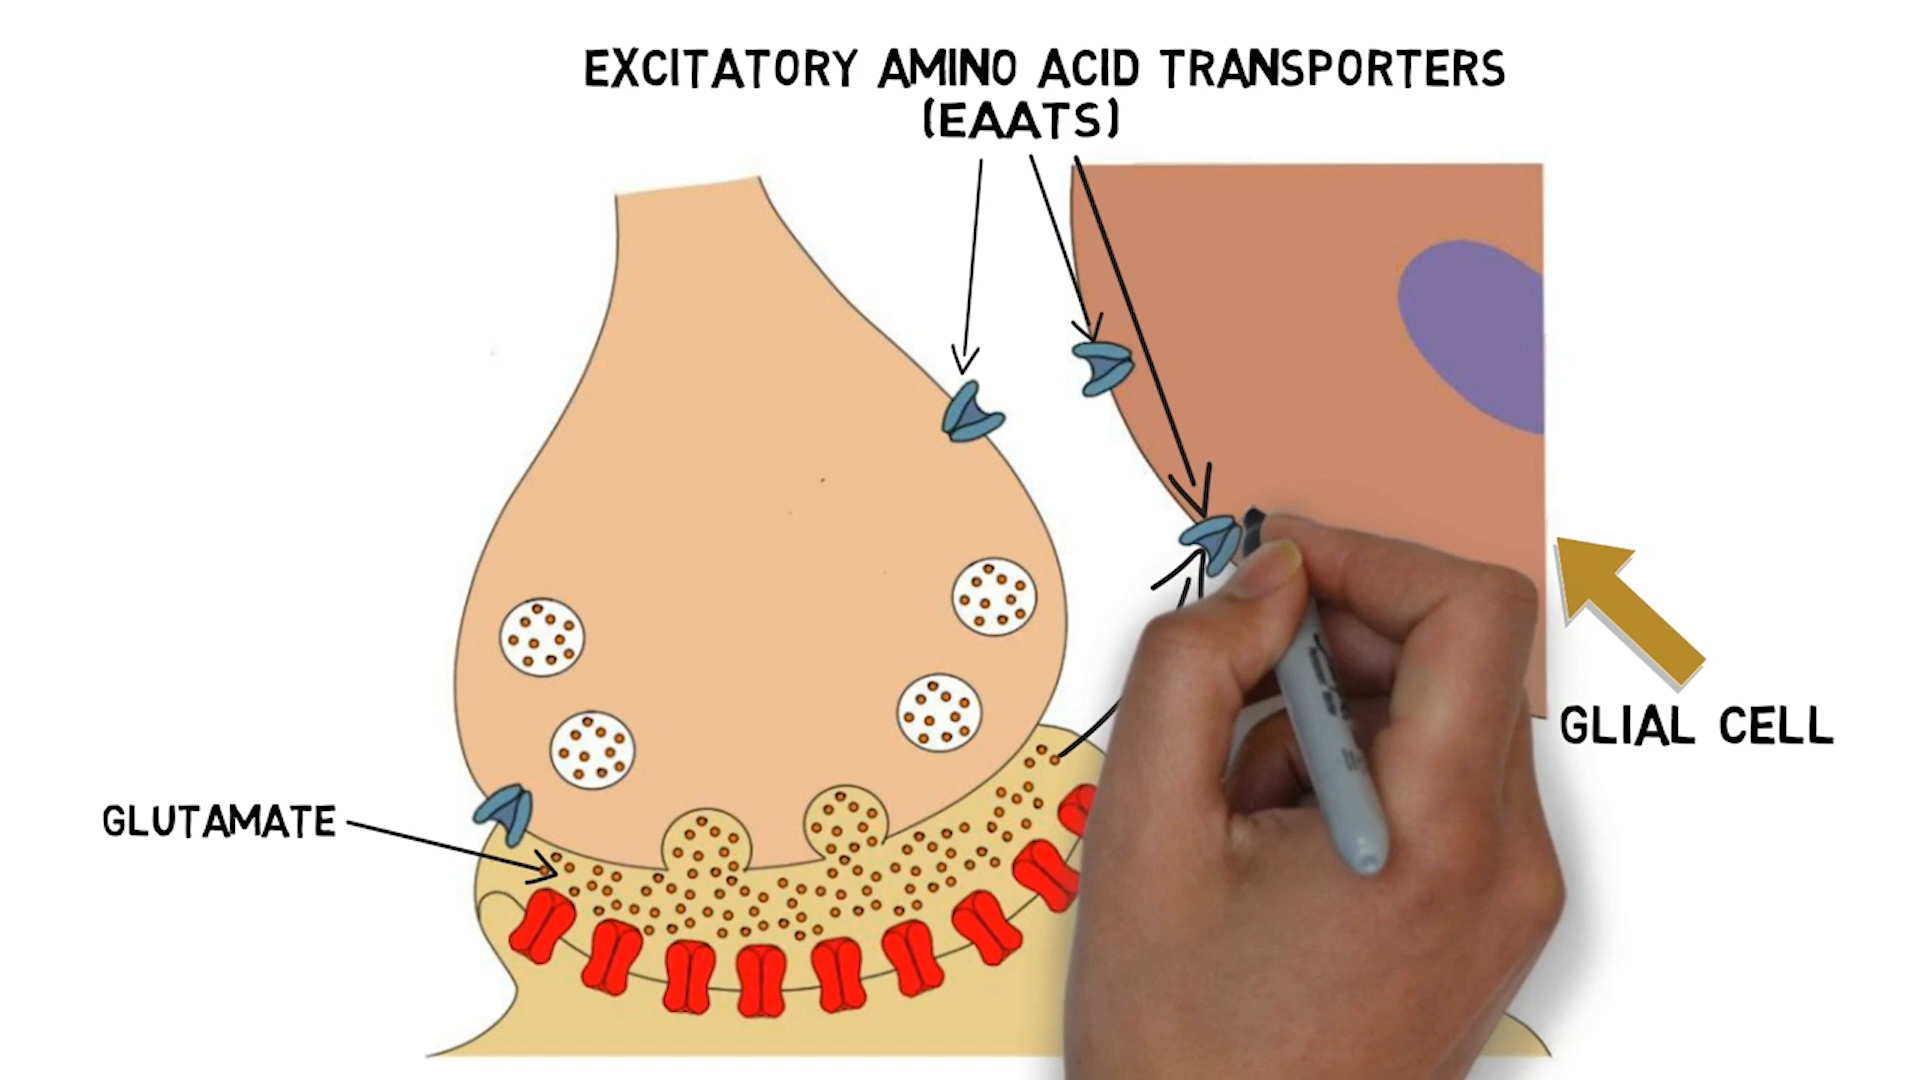 EXCITATORY AMINO ACID TRANSPORTERS
(EAATS)
GLIAL CELL
GLUTAMATE